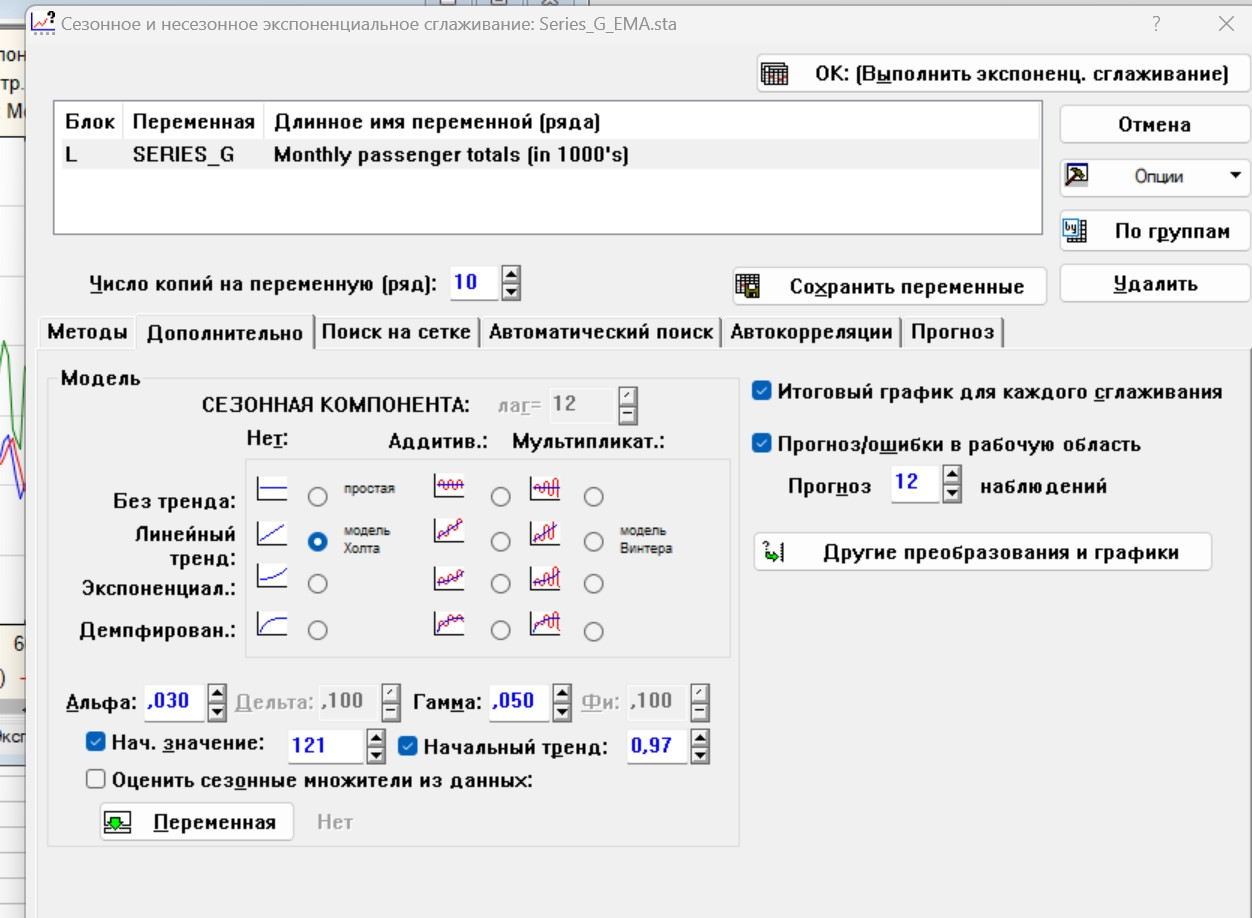 Сезонное и несезонное экспоненциальное сглаживание: Series_G_EMA.sta
?
OK: (Выполнить экспоненц. сглаживание)
Блок Переменная Длинное имя переменной (ряда)
L SERIES_G Monthly passenger totals (in 1000's)
Отмена
Опции
По группам
Удалить
Число копий на переменную (ряд): 10
Сохранить переменные
Методы Дополнительно Поиск на сетке Автоматический поиск Автокорреляции Прогноз
Модель
СЕЗОННАЯ КОМПОНЕНТА: лаг= 12
Нет: Аддитив.: Мультипликат.:
Без тренда: простая
Линейный тренд: модель Холта модель Винтера
Экспоненциал.:
Демпфирован.:
Альфа: ,030 Дельта: ,100 Гамма: ,050 Фи: ,100
Нач. значение: 121 Начальный тренд: 0,97
Оценить сезонные множители из данных:
Переменная Нет
Итоговый график для каждого сглаживания
Прогноз/ошибки в рабочую область
Прогноз 12 наблюдений
Другие преобразования и графики